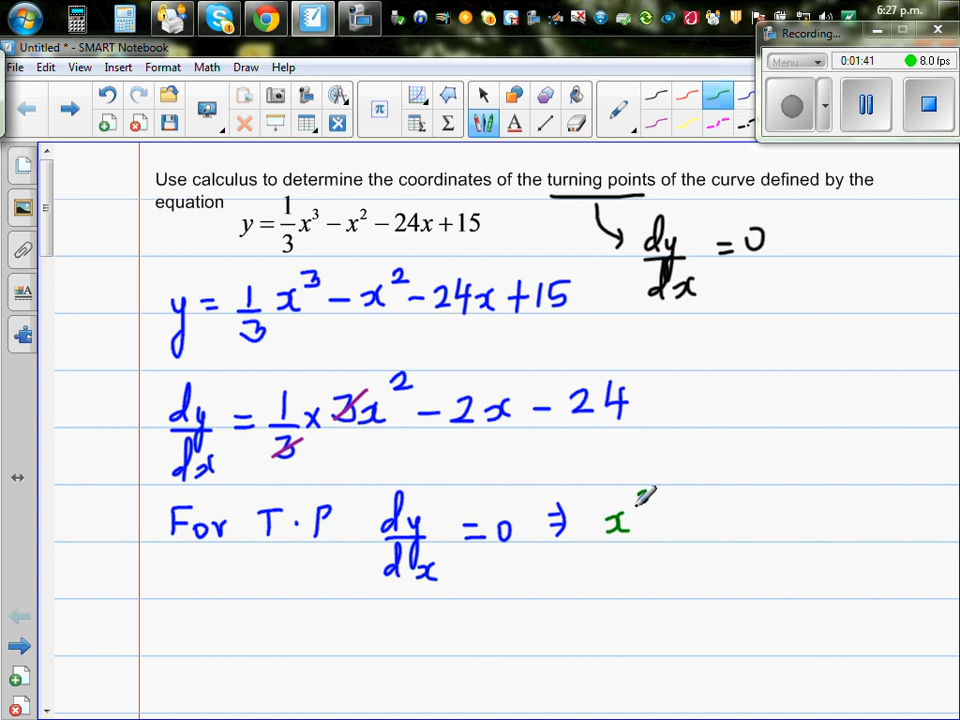 6:27 p.m.
Untitled * - SMART Notebook
Recording...
File Edit View Insert Format Math Draw Help
Menu 0:01:41 8.0 fps
Use calculus to determine the coordinates of the turning points of the curve defined by the
equation y = 1/3 x³ − x² − 24x + 15
dy/dx = 0
y = 1/3 x³ − x² − 24x + 15
dy/dx = 1/3 × 3x² − 2x − 24
For T.P dy/dx = 0 ⇒ x